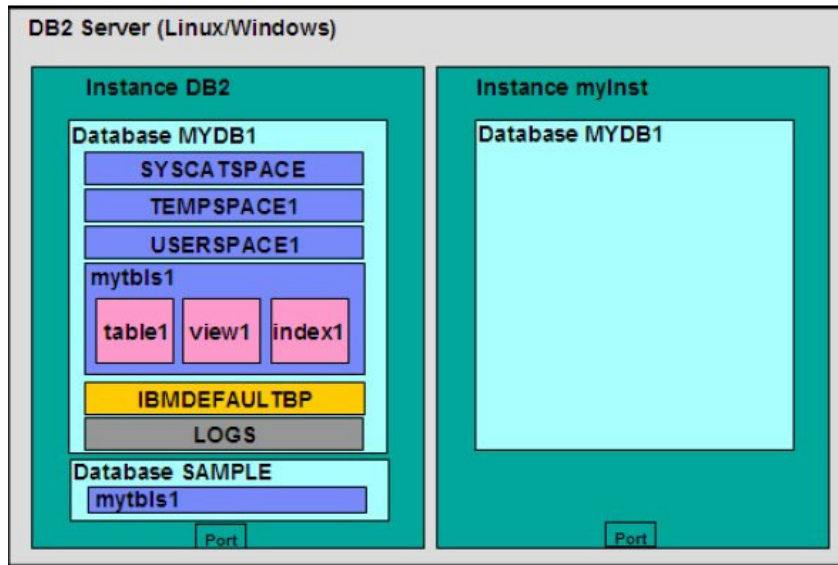 DB2 Server (Linux/Windows)
Instance DB2
Database MYDB1
SYSCATSPACE
TEMPSPACE1
USERSPACE1
mytbls1
table1 view1 index1
IBMDEFAULTBP
LOGS
Database SAMPLE
mytbls1
Port
Instance myInst
Database MYDB1
Port